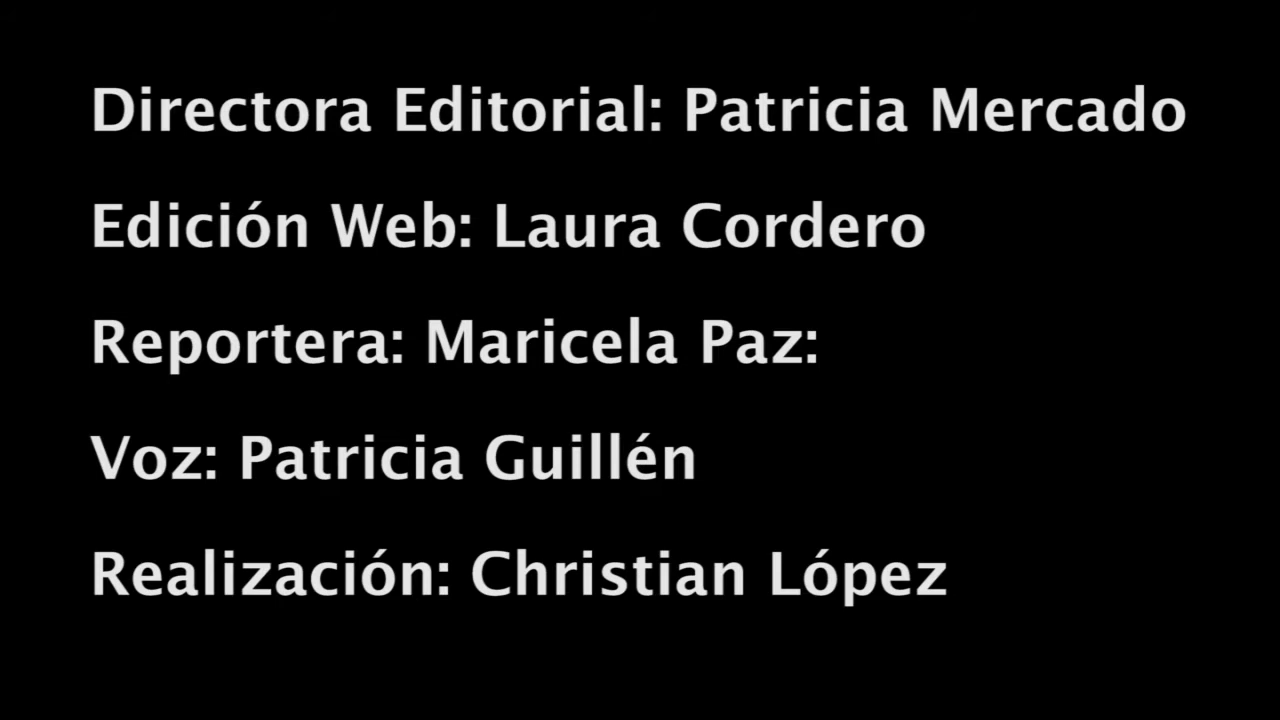 Directora Editorial: Patricia Mercado
Edición Web: Laura Cordero
Reportera: Maricela Paz:
Voz: Patricia Guillén
Realización: Christian López